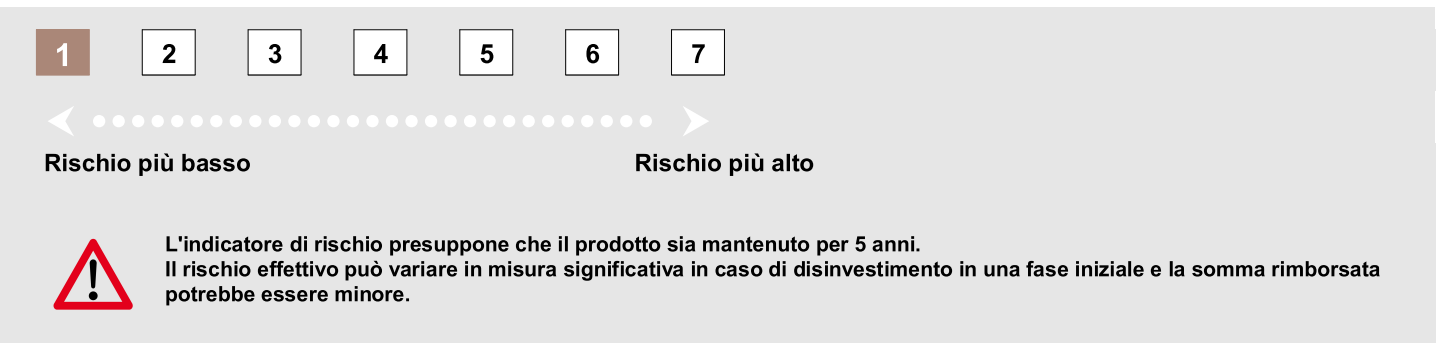 1 2 3 4 5 6 7
Rischio più basso Rischio più alto
L'indicatore di rischio presuppone che il prodotto sia mantenuto per 5 anni.
Il rischio effettivo può variare in misura significativa in caso di disinvestimento in una fase iniziale e la somma rimborsata
potrebbe essere minore.